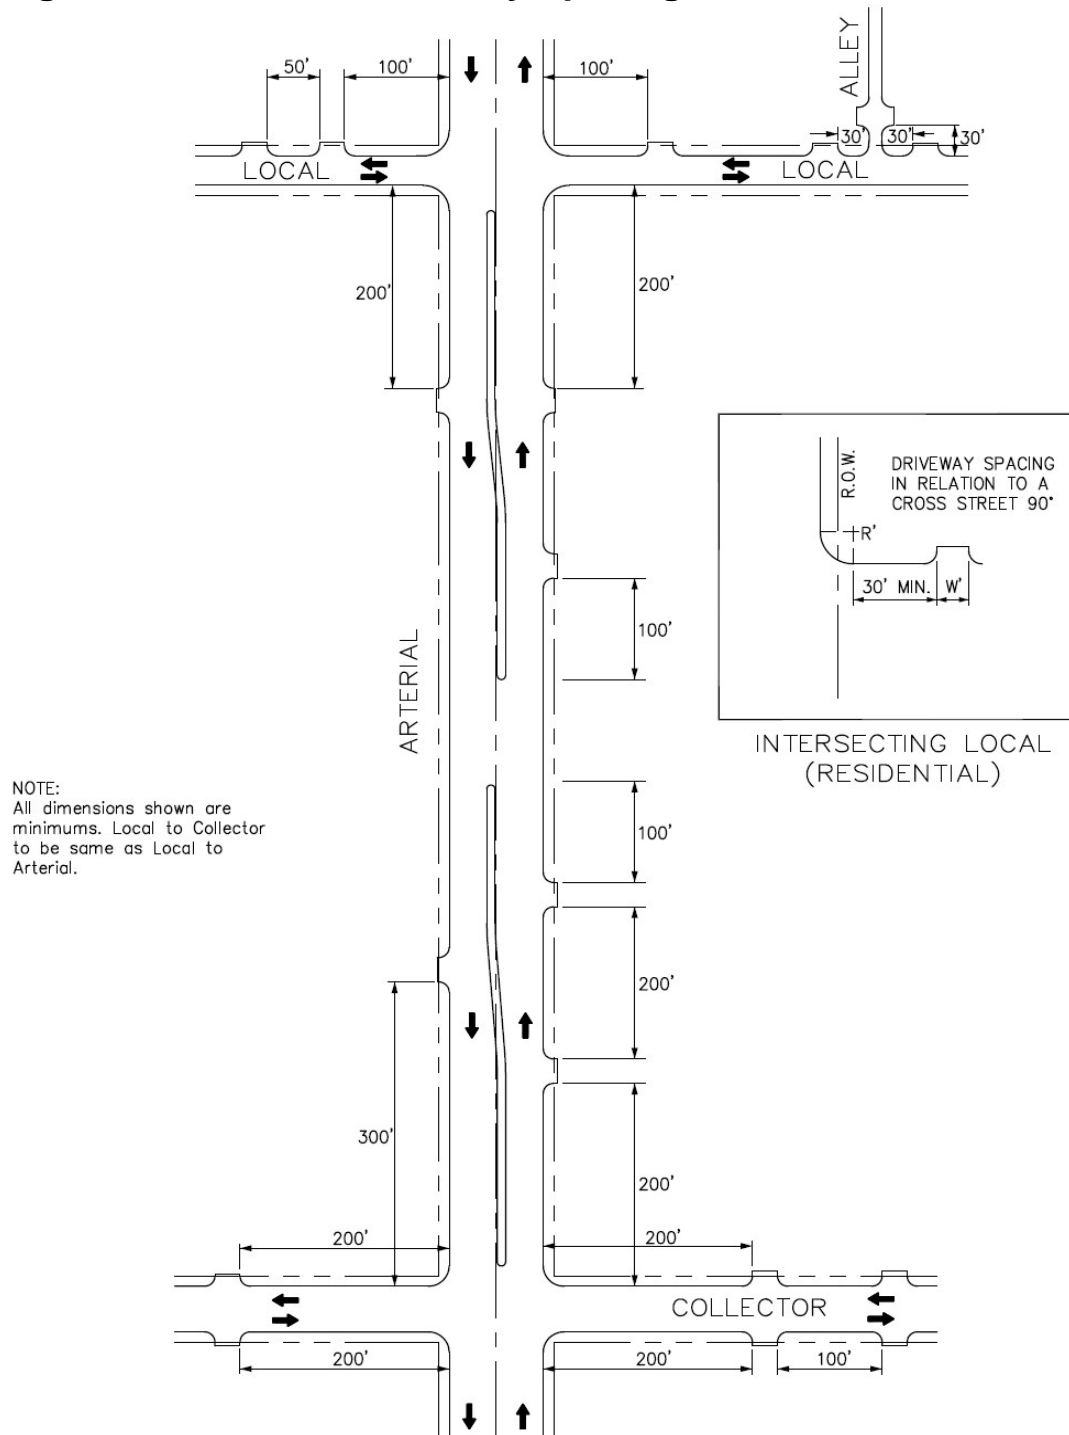 50'
100'
100'
ALLEY
30'
30'
30'
LOCAL
LOCAL
200'
200'
R.O.W.
DRIVEWAY SPACING
IN RELATION TO A
CROSS STREET 90°
R'
30' MIN.
W'
100'
ARTERIAL
INTERSECTING LOCAL
(RESIDENTIAL)
NOTE:
All dimensions shown are
minimums. Local to Collector
to be same as Local to
Arterial.
100'
200'
300'
200'
200'
200'
COLLECTOR
200'
200'
100'